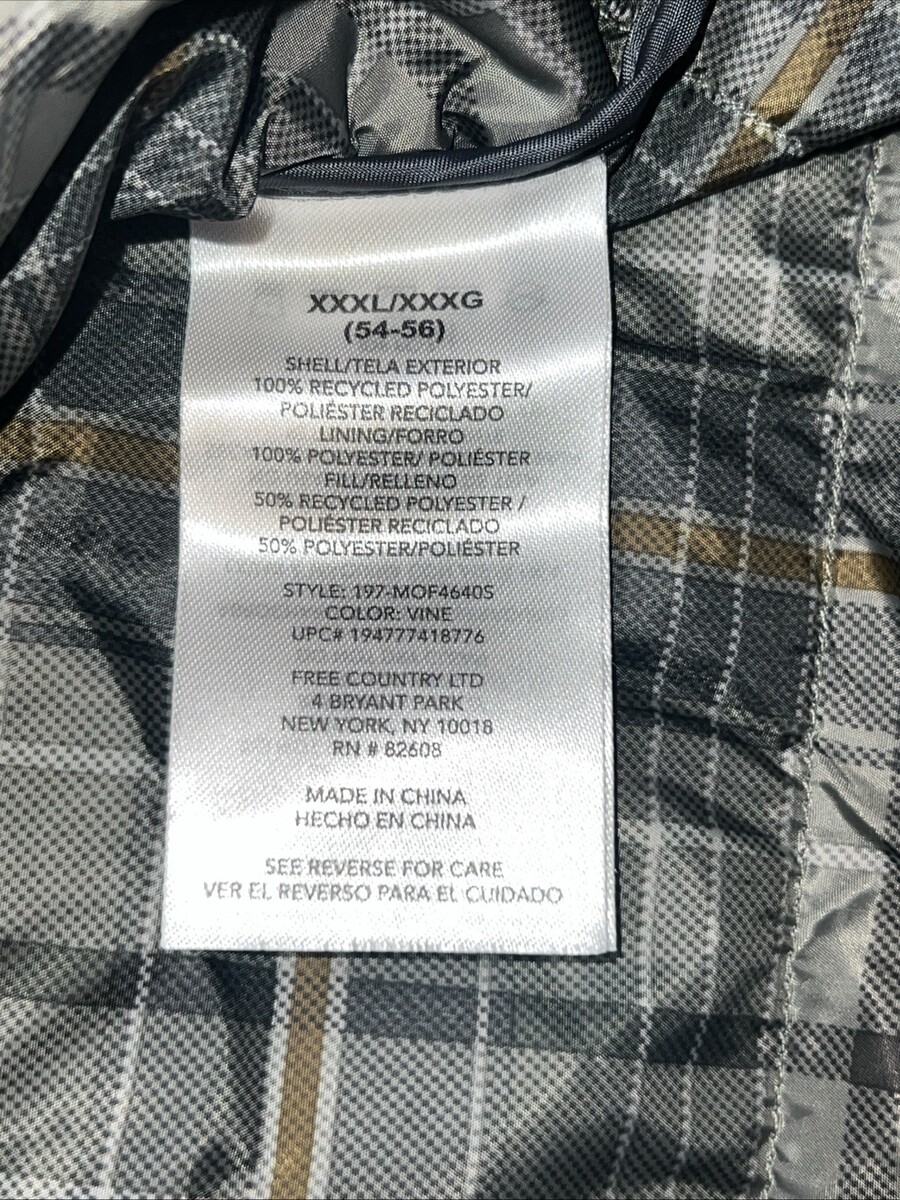 XXXL/XXXG
(54-56)
SHELL/TELA EXTERIOR
100% RECYCLED POLYESTER/
POLIÉSTER RECICLADO
LINING/FORRO
100% POLYESTER/ POLIÉSTER
FILL/RELLENO
50% RECYCLED POLYESTER /
POLIÉSTER RECICLADO
50% POLYESTER/POLIÉSTER
STYLE: 197-MOF4640S
COLOR: VINE
UPC# 194777418776
FREE COUNTRY LTD
4 BRYANT PARK
NEW YORK, NY 10018
RN # 82608
MADE IN CHINA
HECHO EN CHINA
SEE REVERSE FOR CARE
VER EL REVERSO PARA EL CUIDADO